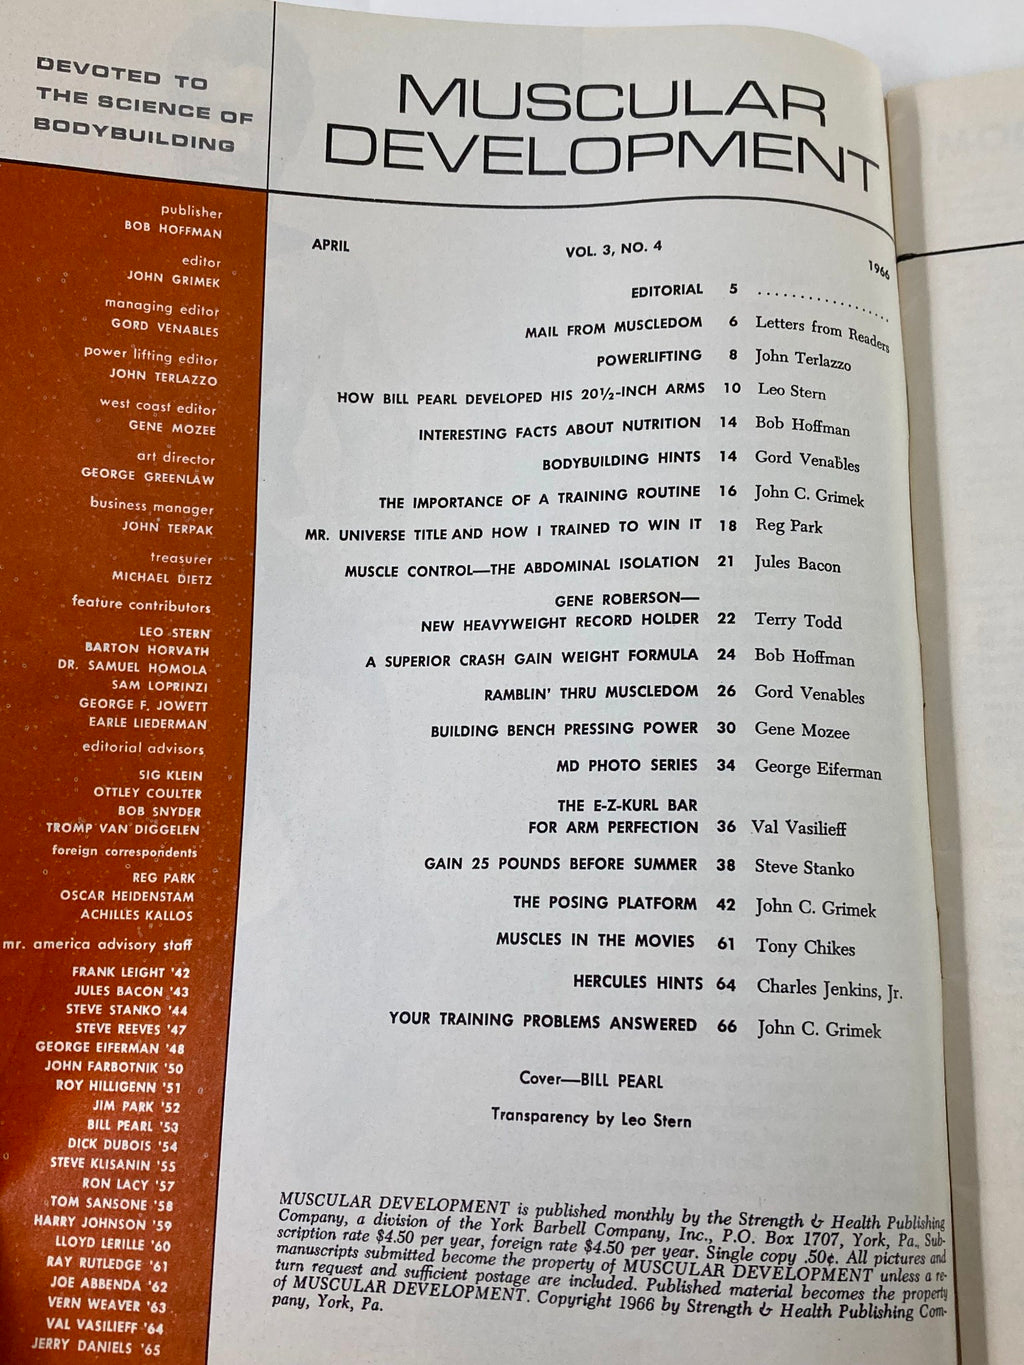 DEVOTED TO
THE SCIENCE OF
BODYBUILDING
publisher
BOB HOFFMAN
editor
JOHN GRIMEK
managing editor
GORD VENABLES
power lifting editor
JOHN TERLAZZO
west coast editor
GENE MOZEE
art director
GEORGE GREENLAW
business manager
JOHN TERPAK
treasurer
MICHAEL DIETZ
feature contributors
LEO STERN
BARTON HORVATH
DR. SAMUEL HOMOLA
SAM LOPRINZI
GEORGE F. JOWETT
EARLE LIEDERMAN
editorial advisors
SIG KLEIN
OTTLEY COULTER
BOB SNYDER
TROMP VAN DIGGELEN
foreign correspondents
REG PARK
OSCAR HEIDENSTAM
ACHILLES KALLOS
mr. america advisory staff
FRANK LEIGHT '42
JULES BACON '43
STEVE STANKO '44
STEVE REEVES '47
GEORGE EIFERMAN '48
JOHN FARBOTNIK '50
ROY HILLIGENN '51
JIM PARK '52
BILL PEARL '53
DICK DUBOIS '54
STEVE KLISANIN '55
RON LACY '57
TOM SANSONE '58
HARRY JOHNSON '59
LLOYD LERILLE '60
RAY RUTLEDGE '61
JOE ABBENDA '62
VERN WEAVER '63
VAL VASILIEFF '64
JERRY DANIELS '65
MUSCULAR
DEVELOPMENT
APRIL VOL. 3, NO. 4 1966
EDITORIAL 5 ....................
MAIL FROM MUSCLEDOM 6 Letters from Readers
POWERLIFTING 8 John Terlazzo
HOW BILL PEARL DEVELOPED HIS 20½-INCH ARMS 10 Leo Stern
INTERESTING FACTS ABOUT NUTRITION 14 Bob Hoffman
BODYBUILDING HINTS 14 Gord Venables
THE IMPORTANCE OF A TRAINING ROUTINE 16 John C. Grimek
MR. UNIVERSE TITLE AND HOW I TRAINED TO WIN IT 18 Reg Park
MUSCLE CONTROL—THE ABDOMINAL ISOLATION 21 Jules Bacon
GENE ROBERSON—
NEW HEAVYWEIGHT RECORD HOLDER 22 Terry Todd
A SUPERIOR CRASH GAIN WEIGHT FORMULA 24 Bob Hoffman
RAMBLIN' THRU MUSCLEDOM 26 Gord Venables
BUILDING BENCH PRESSING POWER 30 Gene Mozee
MD PHOTO SERIES 34 George Eiferman
THE E-Z-KURL BAR
FOR ARM PERFECTION 36 Val Vasilieff
GAIN 25 POUNDS BEFORE SUMMER 38 Steve Stanko
THE POSING PLATFORM 42 John C. Grimek
MUSCLES IN THE MOVIES 61 Tony Chikes
HERCULES HINTS 64 Charles Jenkins, Jr.
YOUR TRAINING PROBLEMS ANSWERED 66 John C. Grimek
Cover—BILL PEARL
Transparency by Leo Stern
MUSCULAR DEVELOPMENT is published monthly by the Strength & Health Publishing
Company, a division of the York Barbell Company, Inc., P.O. Box 1707, York, Pa., Sub-
scription rate $4.50 per year, foreign rate $4.50 per year. Single copy .50¢. All pictures and
manuscripts submitted become the property of MUSCULAR DEVELOPMENT unless a re-
turn request and sufficient postage are included. Published material becomes the property
of MUSCULAR DEVELOPMENT. Copyright 1966 by Strength & Health Publishing Com-
pany, York, Pa.